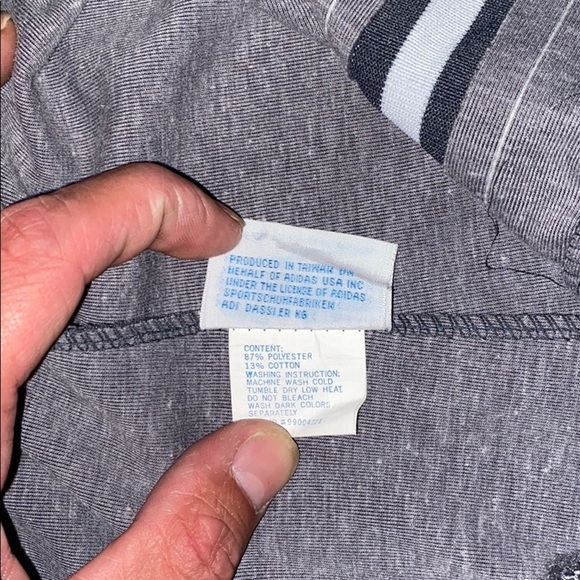 PRODUCED IN TAIWAN ON
BEHALF OF ADIDAS USA INC
UNDER THE LICENSE OF ADIDAS
SPORTSCHUHFABRIKEN
ADI DASSLER KG
CONTENT:
87% POLYESTER
13% COTTON
WASHING INSTRUCTION:
MACHINE WASH COLD
TUMBLE DRY LOW HEAT.
DO NOT BLEACH.
WASH DARK COLORS
SEPARATELY